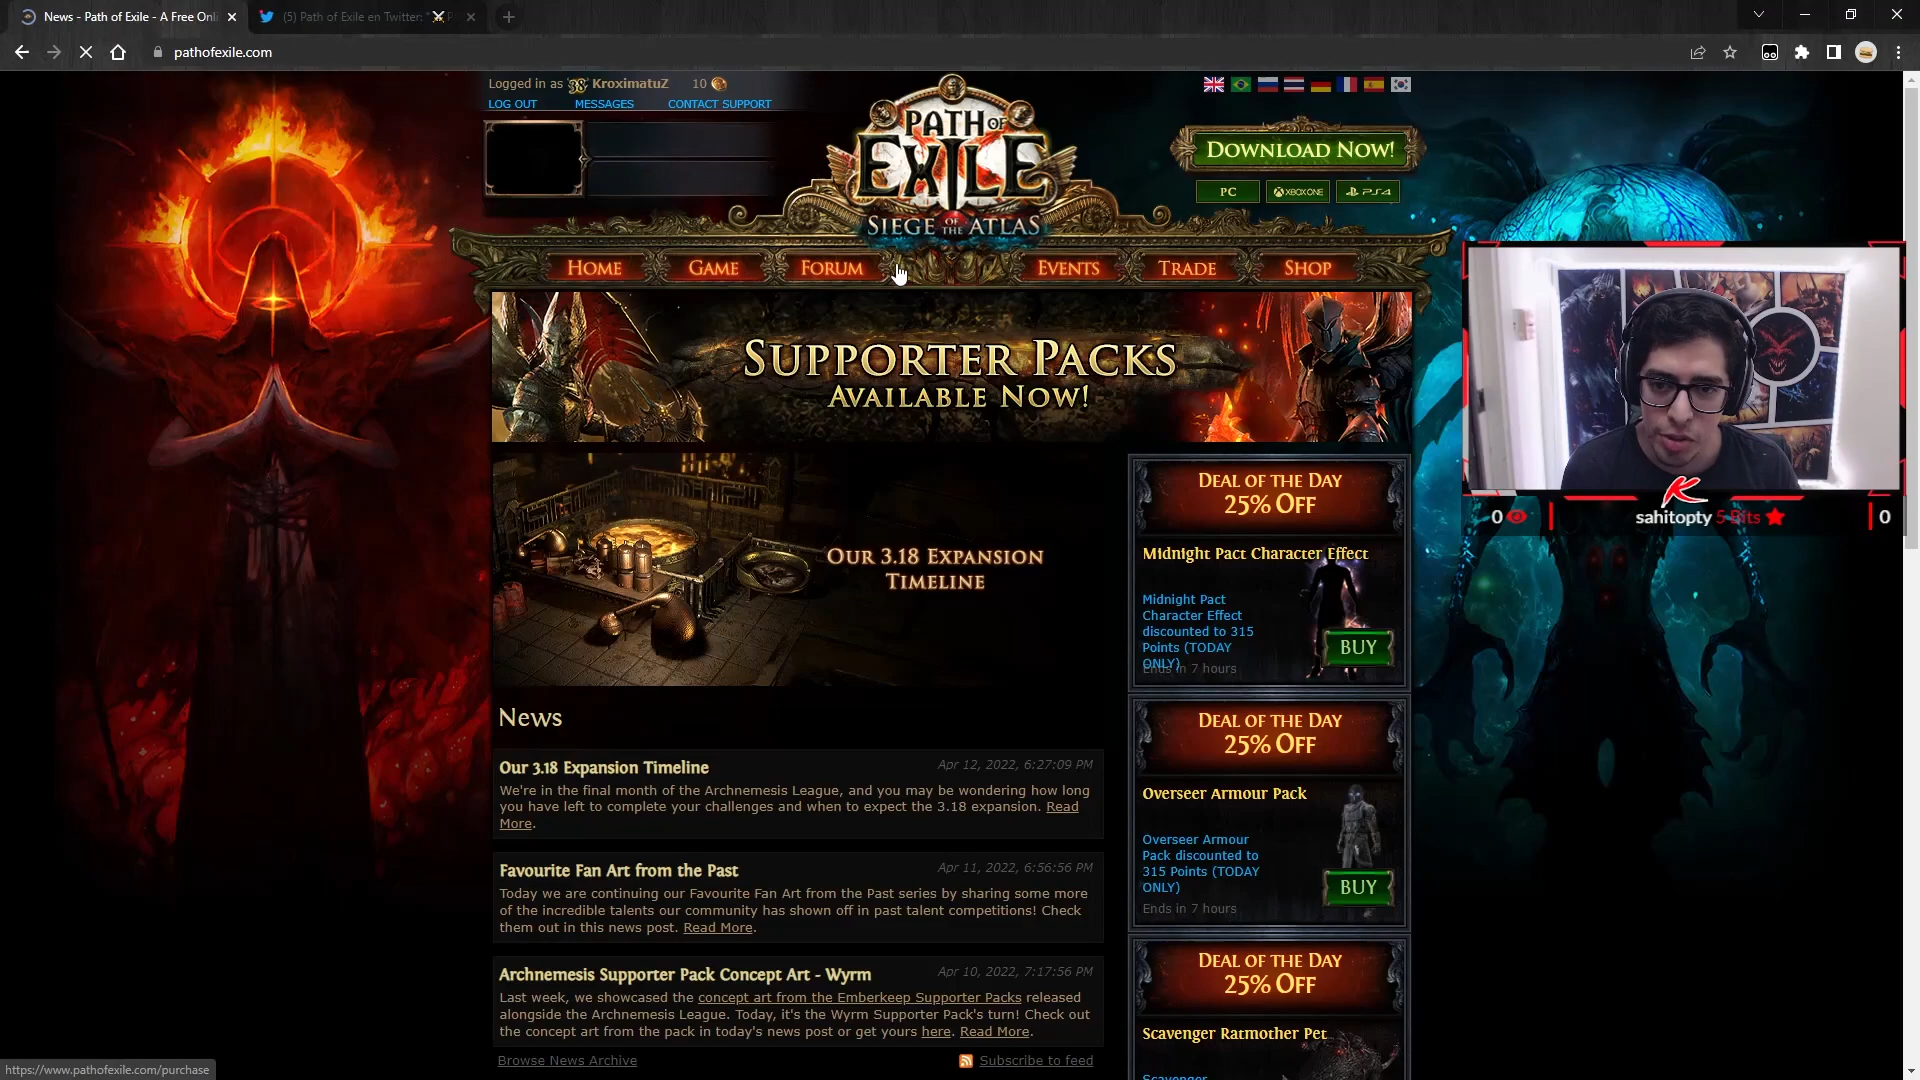 News - Path of Exile - A Free Onli
(5) Path of Exile en Twitter: "
pathofexile.com
Logged in as KroximatuZ 10
LOG OUT MESSAGES CONTACT SUPPORT
PATH OF
EXILE
SIEGE OF THE ATLAS
DOWNLOAD NOW!
PC XBOX ONE PS4
HOME GAME FORUM EVENTS TRADE SHOP
SUPPORTER PACKS
AVAILABLE NOW!
OUR 3.18 EXPANSION
TIMELINE
News
Our 3.18 Expansion Timeline
Apr 12, 2022, 6:27:09 PM
We're in the final month of the Archnemesis League, and you may be wondering how long
you have left to complete your challenges and when to expect the 3.18 expansion. Read
More.
Favourite Fan Art from the Past
Apr 11, 2022, 6:56:56 PM
Today we are continuing our Favourite Fan Art from the Past series by sharing some more
of the incredible talents our community has shown off in past talent competitions! Check
them out in this news post. Read More.
Archnemesis Supporter Pack Concept Art - Wyrm
Apr 10, 2022, 7:17:56 PM
Last week, we showcased the concept art from the Emberkeep Supporter Packs released
alongside the Archnemesis League. Today, it's the Wyrm Supporter Pack's turn! Check out
the concept art from the pack in today's news post or get yours here. Read More.
Browse News Archive
Subscribe to feed
DEAL OF THE DAY
25% OFF
Midnight Pact Character Effect
Midnight Pact
Character Effect
discounted to 315
Points (TODAY
ONLY)
Ends in 7 hours
BUY
DEAL OF THE DAY
25% OFF
Overseer Armour Pack
Overseer Armour
Pack discounted to
315 Points (TODAY
ONLY)
Ends in 7 hours
BUY
DEAL OF THE DAY
25% OFF
Scavenger Ratmother Pet
Scavenger
0 sahitopty 5 Bits 0
https://www.pathofexile.com/purchase